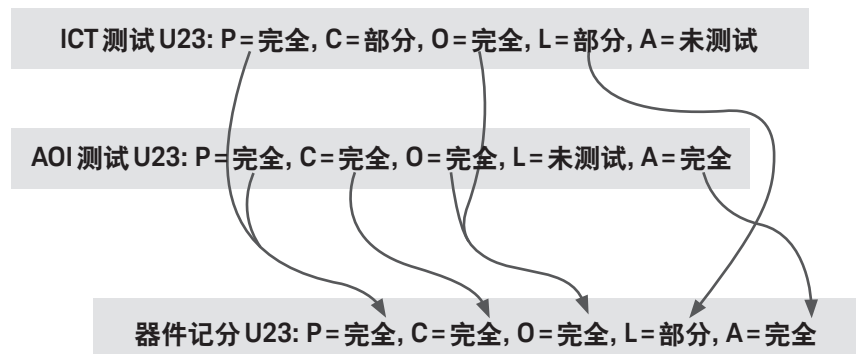 ICT 测试 U23: P=完全, C=部分, O=完全, L=部分, A=未测试
AOI 测试 U23: P=完全, C=完全, O=完全, L=未测试, A=完全
器件记分 U23: P=完全, C=完全, O=完全, L=部分, A=完全